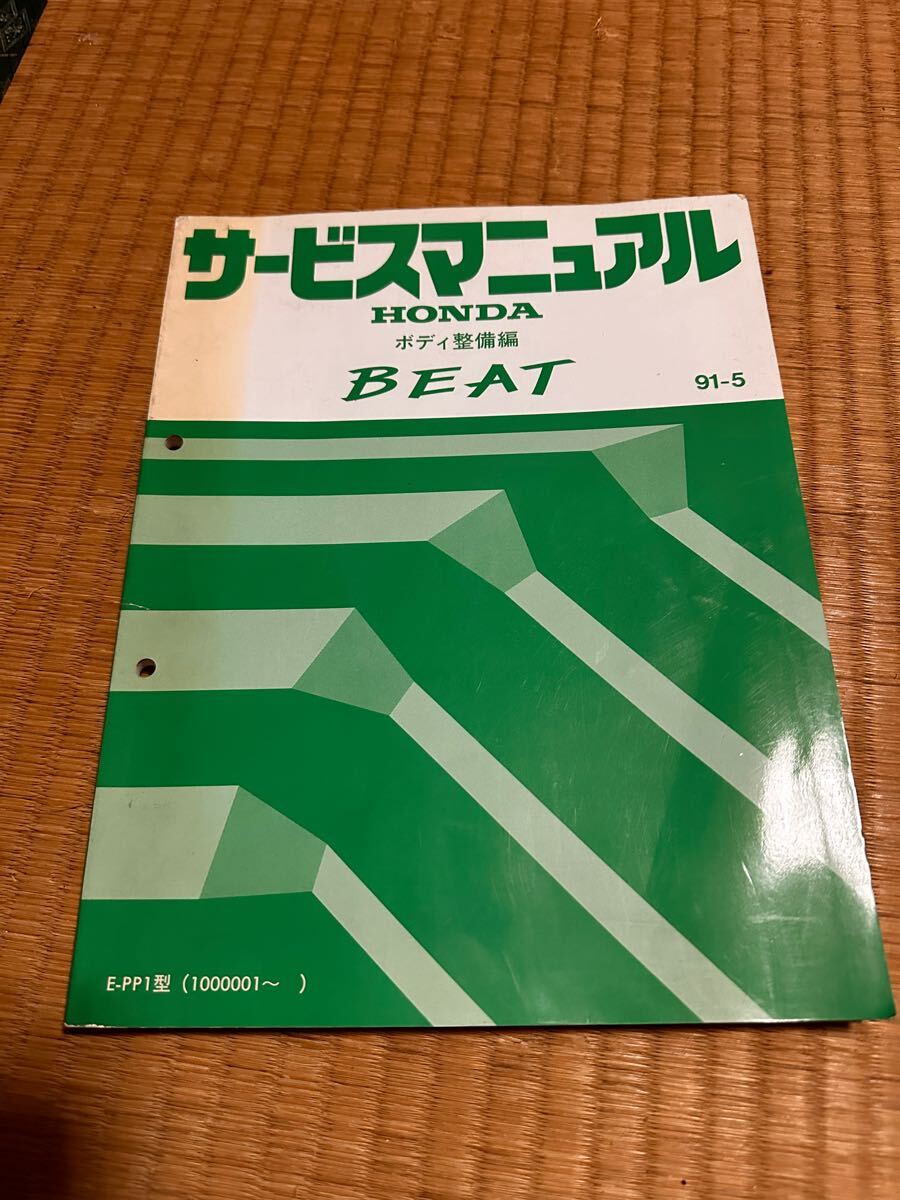 サービスマニュアル
HONDA
ボディ整備編
BEAT
91-5
E-PP1型 (1000001～　)